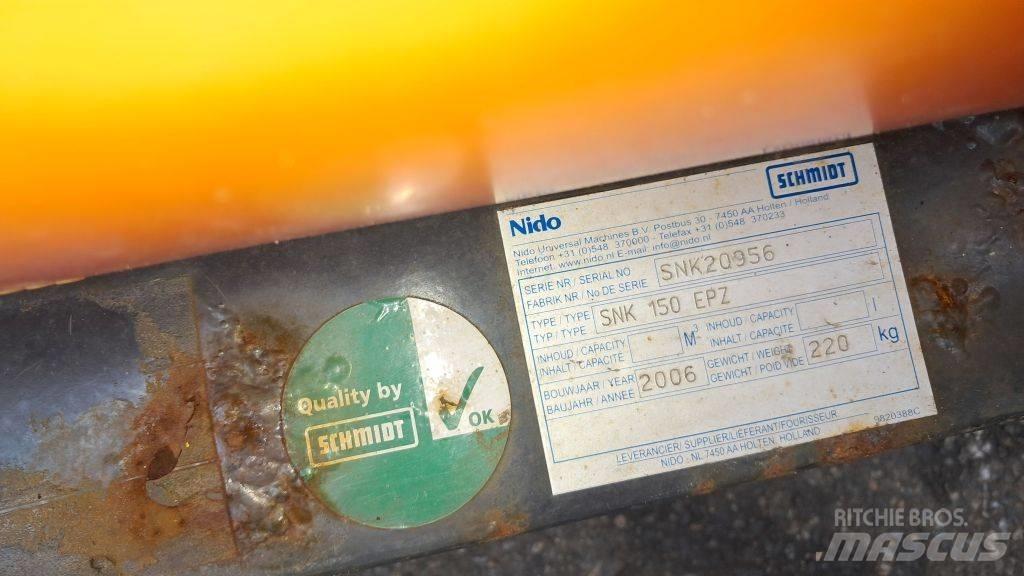 Nido
SCHMIDT
Nido Universal Machines B.V. Postbus 30 - 7450 AA Holten / Holland
Telefoon +31 (0)548 370000 - Telefax +31 (0)548 370233
Internet: www.nido.nl E-mail: info@nido.nl
SERIE NR / SERIAL NO
FABRIK NR / No DE SERIE
SNK20956
TYPE / TYPE
TYP / TYPE
SNK 150 EPZ
INHOUD / CAPACITY
INHALT / CAPACITE
M³
INHOUD / CAPACITY
INHALT / CAPACITE
l
BOUWJAAR / YEAR
BAUJAHR / ANNEE
2006
GEWICHT / WEIGHT
GEWICHT / POID VIDE
220
kg
LEVERANCIER/ SUPPLIER/LIEFERANT/FOURISSEUR
NIDO - NL 7450 AA HOLTEN, HOLLAND
9820388C
Quality by
SCHMIDT
OK
RITCHIE BROS.
MASCUS